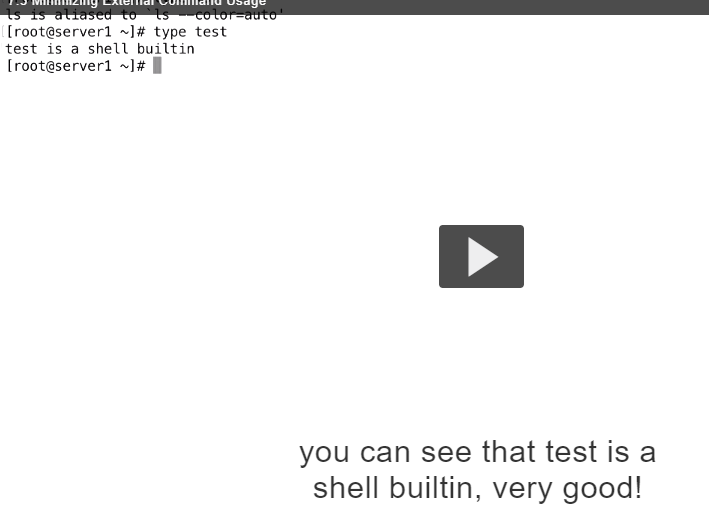 7.5 Minimizing External Command Usage
ls is aliased to `ls --color=auto'
[root@server1 ~]# type test
test is a shell builtin
[root@server1 ~]#
you can see that test is a
shell builtin, very good!